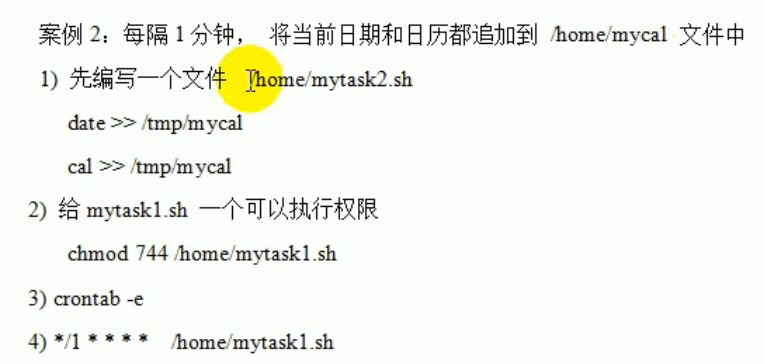 案例 2：每隔 1 分钟， 将当前日期和日历都追加到 /home/mycal 文件中
1) 先编写一个文件 /home/mytask2.sh
date >> /tmp/mycal
cal >> /tmp/mycal
2) 给 mytask1.sh 一个可以执行权限
chmod 744 /home/mytask1.sh
3) crontab -e
4) */1 * * * * /home/mytask1.sh